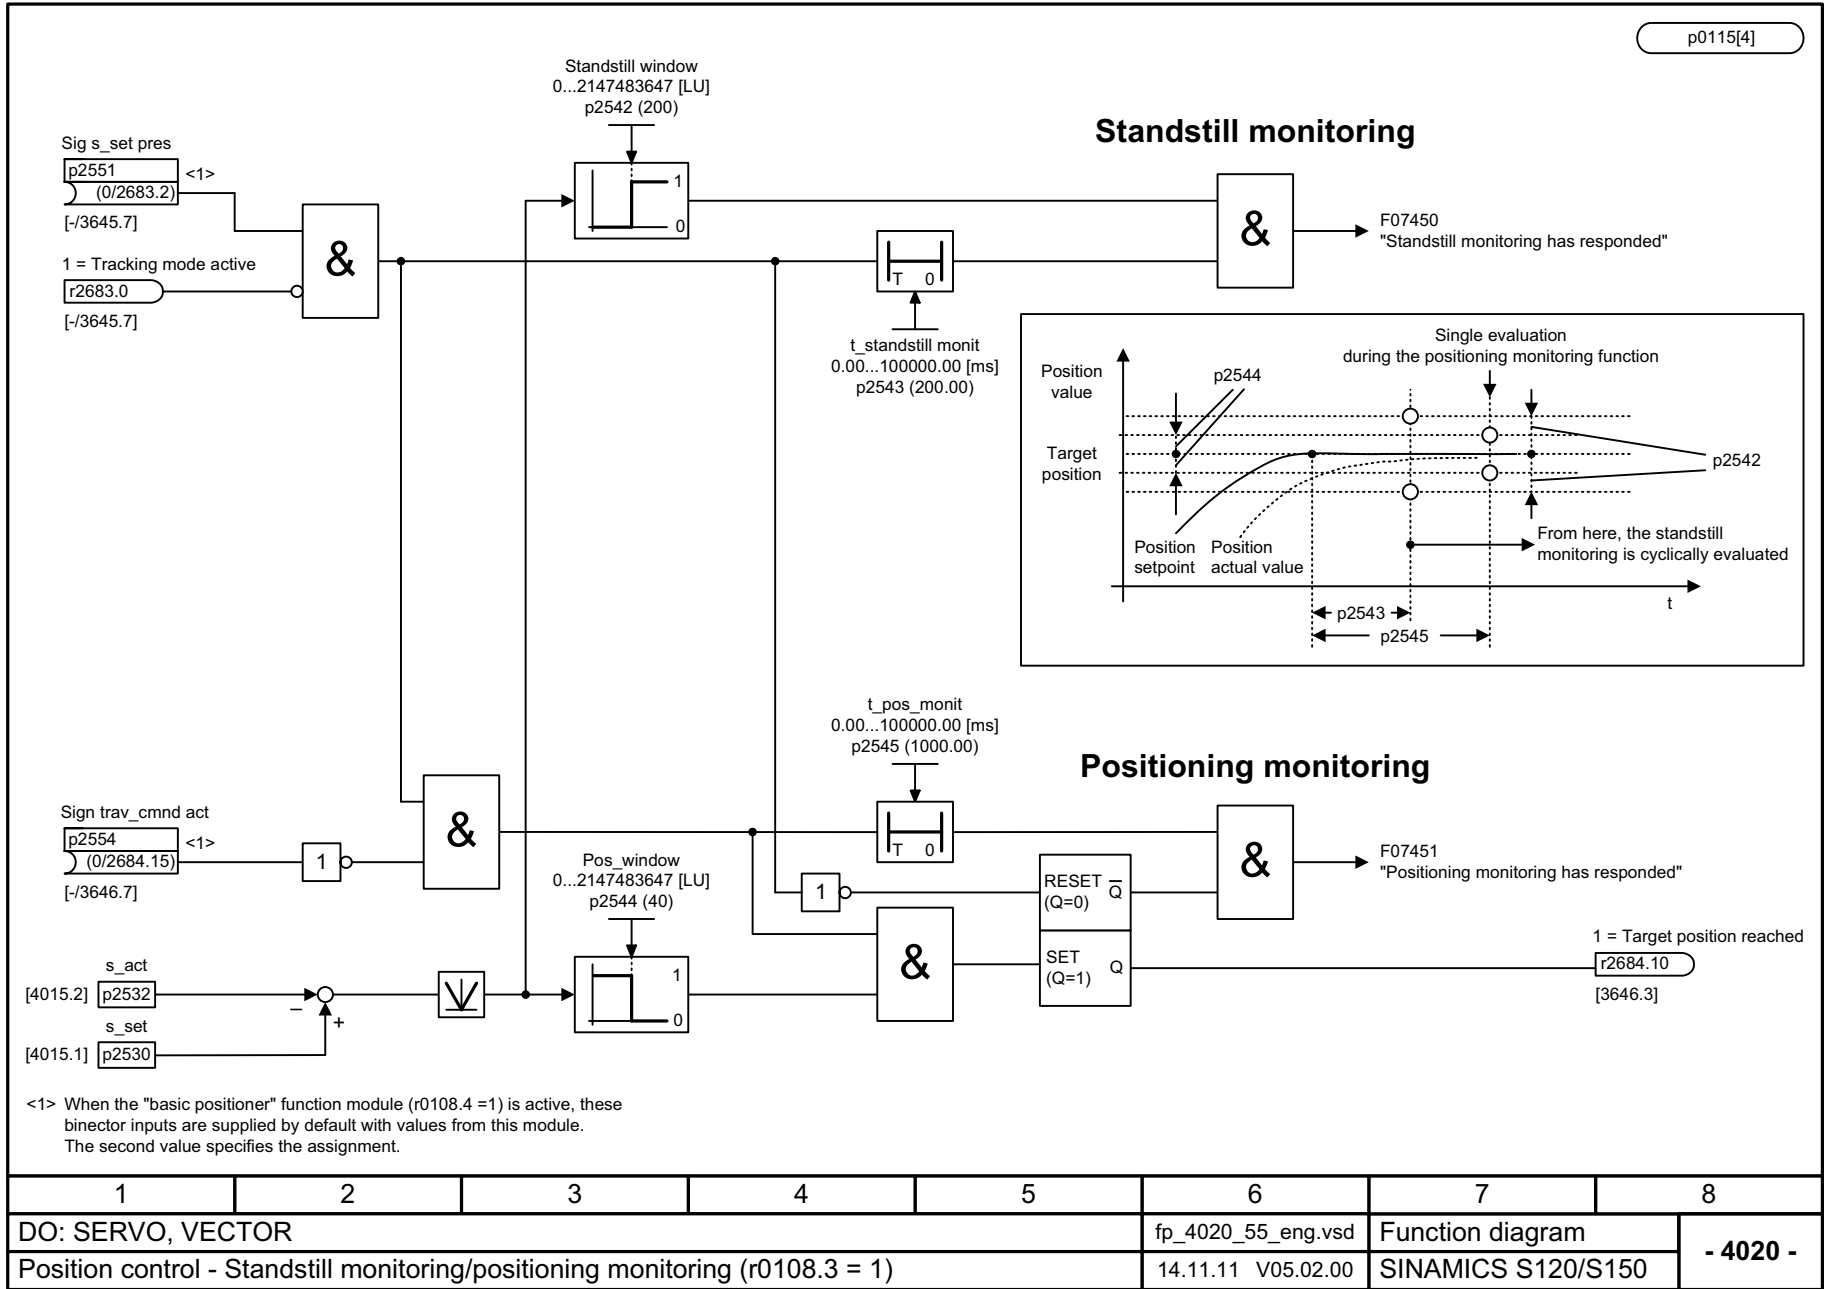 p0115[4]
Standstill window
0...2147483647 [LU]
p2542 (200)
Standstill monitoring
Sig s_set pres
p2551
<1>
(0/2683.2)
[-/3645.7]
1
0
&
1 = Tracking mode active
r2683.0
[-/3645.7]
&
F07450
"Standstill monitoring has responded"
T 0
t_standstill monit
0.00...100000.00 [ms]
p2543 (200.00)
Single evaluation
during the positioning monitoring function
Position
value
p2544
Target
position
p2542
Position
setpoint
Position
actual value
From here, the standstill
monitoring is cyclically evaluated
t
p2543
p2545
t_pos_monit
0.00...100000.00 [ms]
p2545 (1000.00)
Positioning monitoring
Sign trav_cmnd act
p2554
<1>
(0/2684.15)
[-/3646.7]
1
&
T 0
&
F07451
"Positioning monitoring has responded"
Pos_window
0...2147483647 [LU]
p2544 (40)
1
RESET Q
(Q=0)
SET
(Q=1)
Q
&
1 = Target position reached
r2684.10
[3646.3]
s_act
[4015.2] p2532
–
+
1
0
s_set
[4015.1] p2530
<1> When the "basic positioner" function module (r0108.4 =1) is active, these
binector inputs are supplied by default with values from this module.
The second value specifies the assignment.
1 2 3 4 5 6 7 8
DO: SERVO, VECTOR
fp_4020_55_eng.vsd
Function diagram
- 4020 -
Position control - Standstill monitoring/positioning monitoring (r0108.3 = 1)
14.11.11 V05.02.00
SINAMICS S120/S150